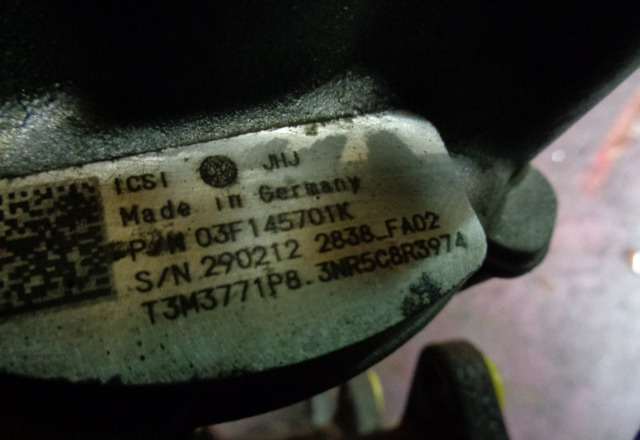 ICSI JHJ
Made in Germany
P/N 03F145701K
S/N 290212 2838_FA02
T3M3771P8.3NR5C8R3974